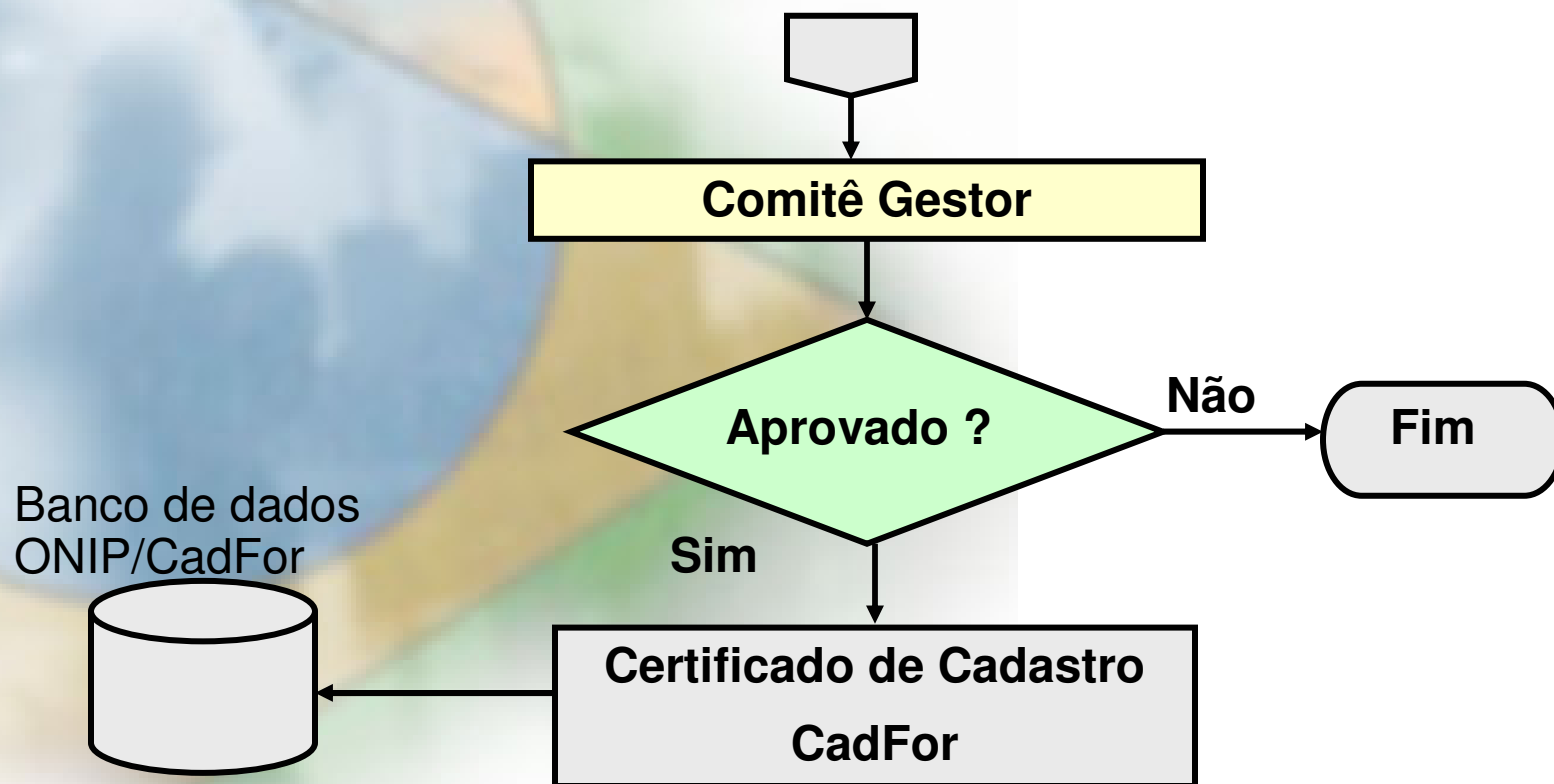 Comitê Gestor
Aprovado ?
Não
Fim
Sim
Banco de dados
ONIP/CadFor
Certificado de Cadastro
CadFor